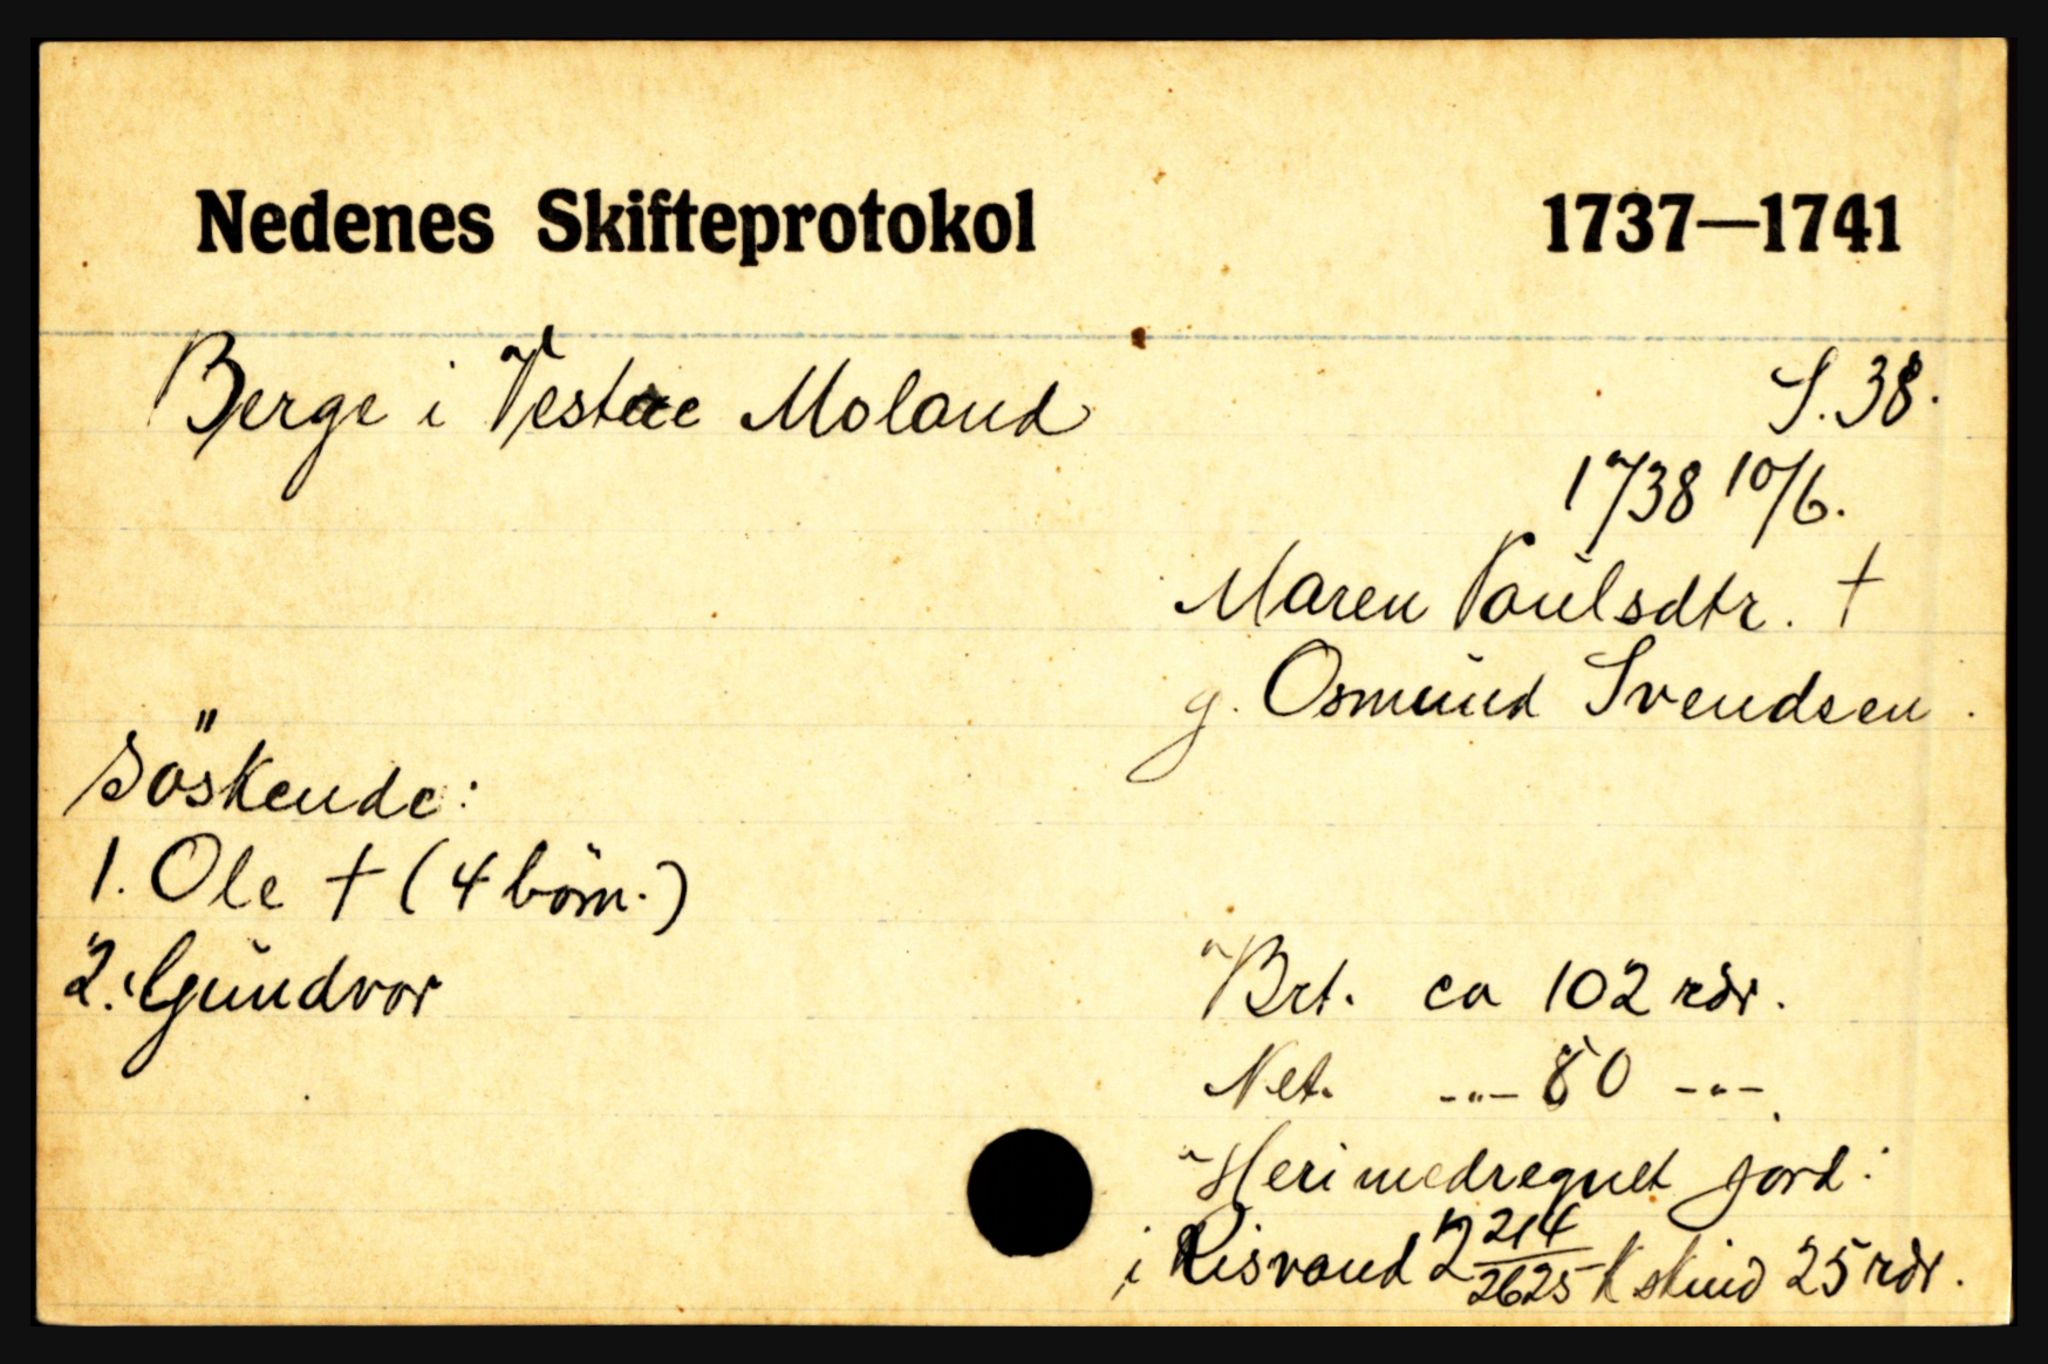 Nedenes Skifteprotokol 1737—1741
Berge i Vestre Moland S. 38.
1738 10/6.
Maren Paulsdtr. †
g. Osmund Svendsen.
Söskende:
1. Ole † (4 börn.)
2. Gundvor
Brt. ca 102 rdr.
Net. -"- 80 -"-
Heri medregnet jord:
i Risvand 2 214/2625 k skind 25 rdr.